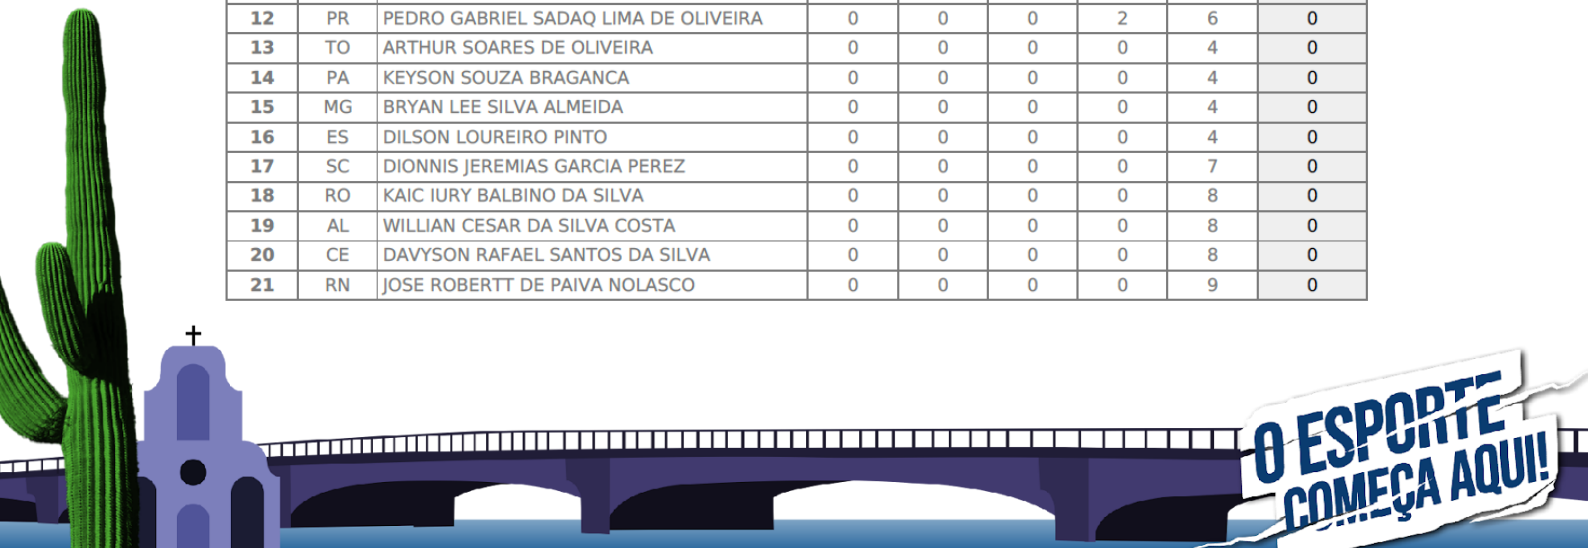 12 PR PEDRO GABRIEL SADAQ LIMA DE OLIVEIRA 0 0 0 2 6 0
13 TO ARTHUR SOARES DE OLIVEIRA 0 0 0 0 4 0
14 PA KEYSON SOUZA BRAGANCA 0 0 0 0 4 0
15 MG BRYAN LEE SILVA ALMEIDA 0 0 0 0 4 0
16 ES DILSON LOUREIRO PINTO 0 0 0 0 4 0
17 SC DIONNIS JEREMIAS GARCIA PEREZ 0 0 0 0 7 0
18 RO KAIC IURY BALBINO DA SILVA 0 0 0 0 8 0
19 AL WILLIAN CESAR DA SILVA COSTA 0 0 0 0 8 0
20 CE DAVYSON RAFAEL SANTOS DA SILVA 0 0 0 0 8 0
21 RN JOSE ROBERTT DE PAIVA NOLASCO 0 0 0 0 9 0
O ESPORTE
COMEÇA AQUI!